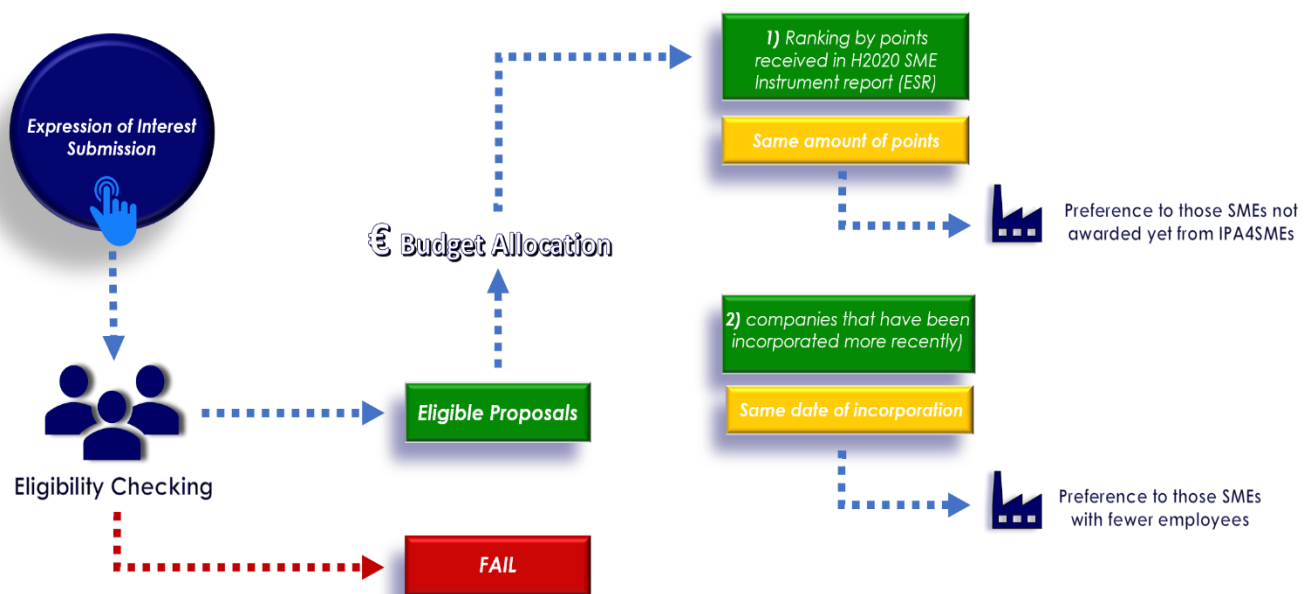 Expression of Interest
Submission
Eligibility Checking
Eligible Proposals
FAIL
€ Budget Allocation
1) Ranking by points
received in H2020 SME
Instrument report (ESR)
Same amount of points
Preference to those SMEs not
awarded yet from IPA4SMEs
2) companies that have been
incorporated more recently)
Same date of incorporation
Preference to those SMEs
with fewer employees